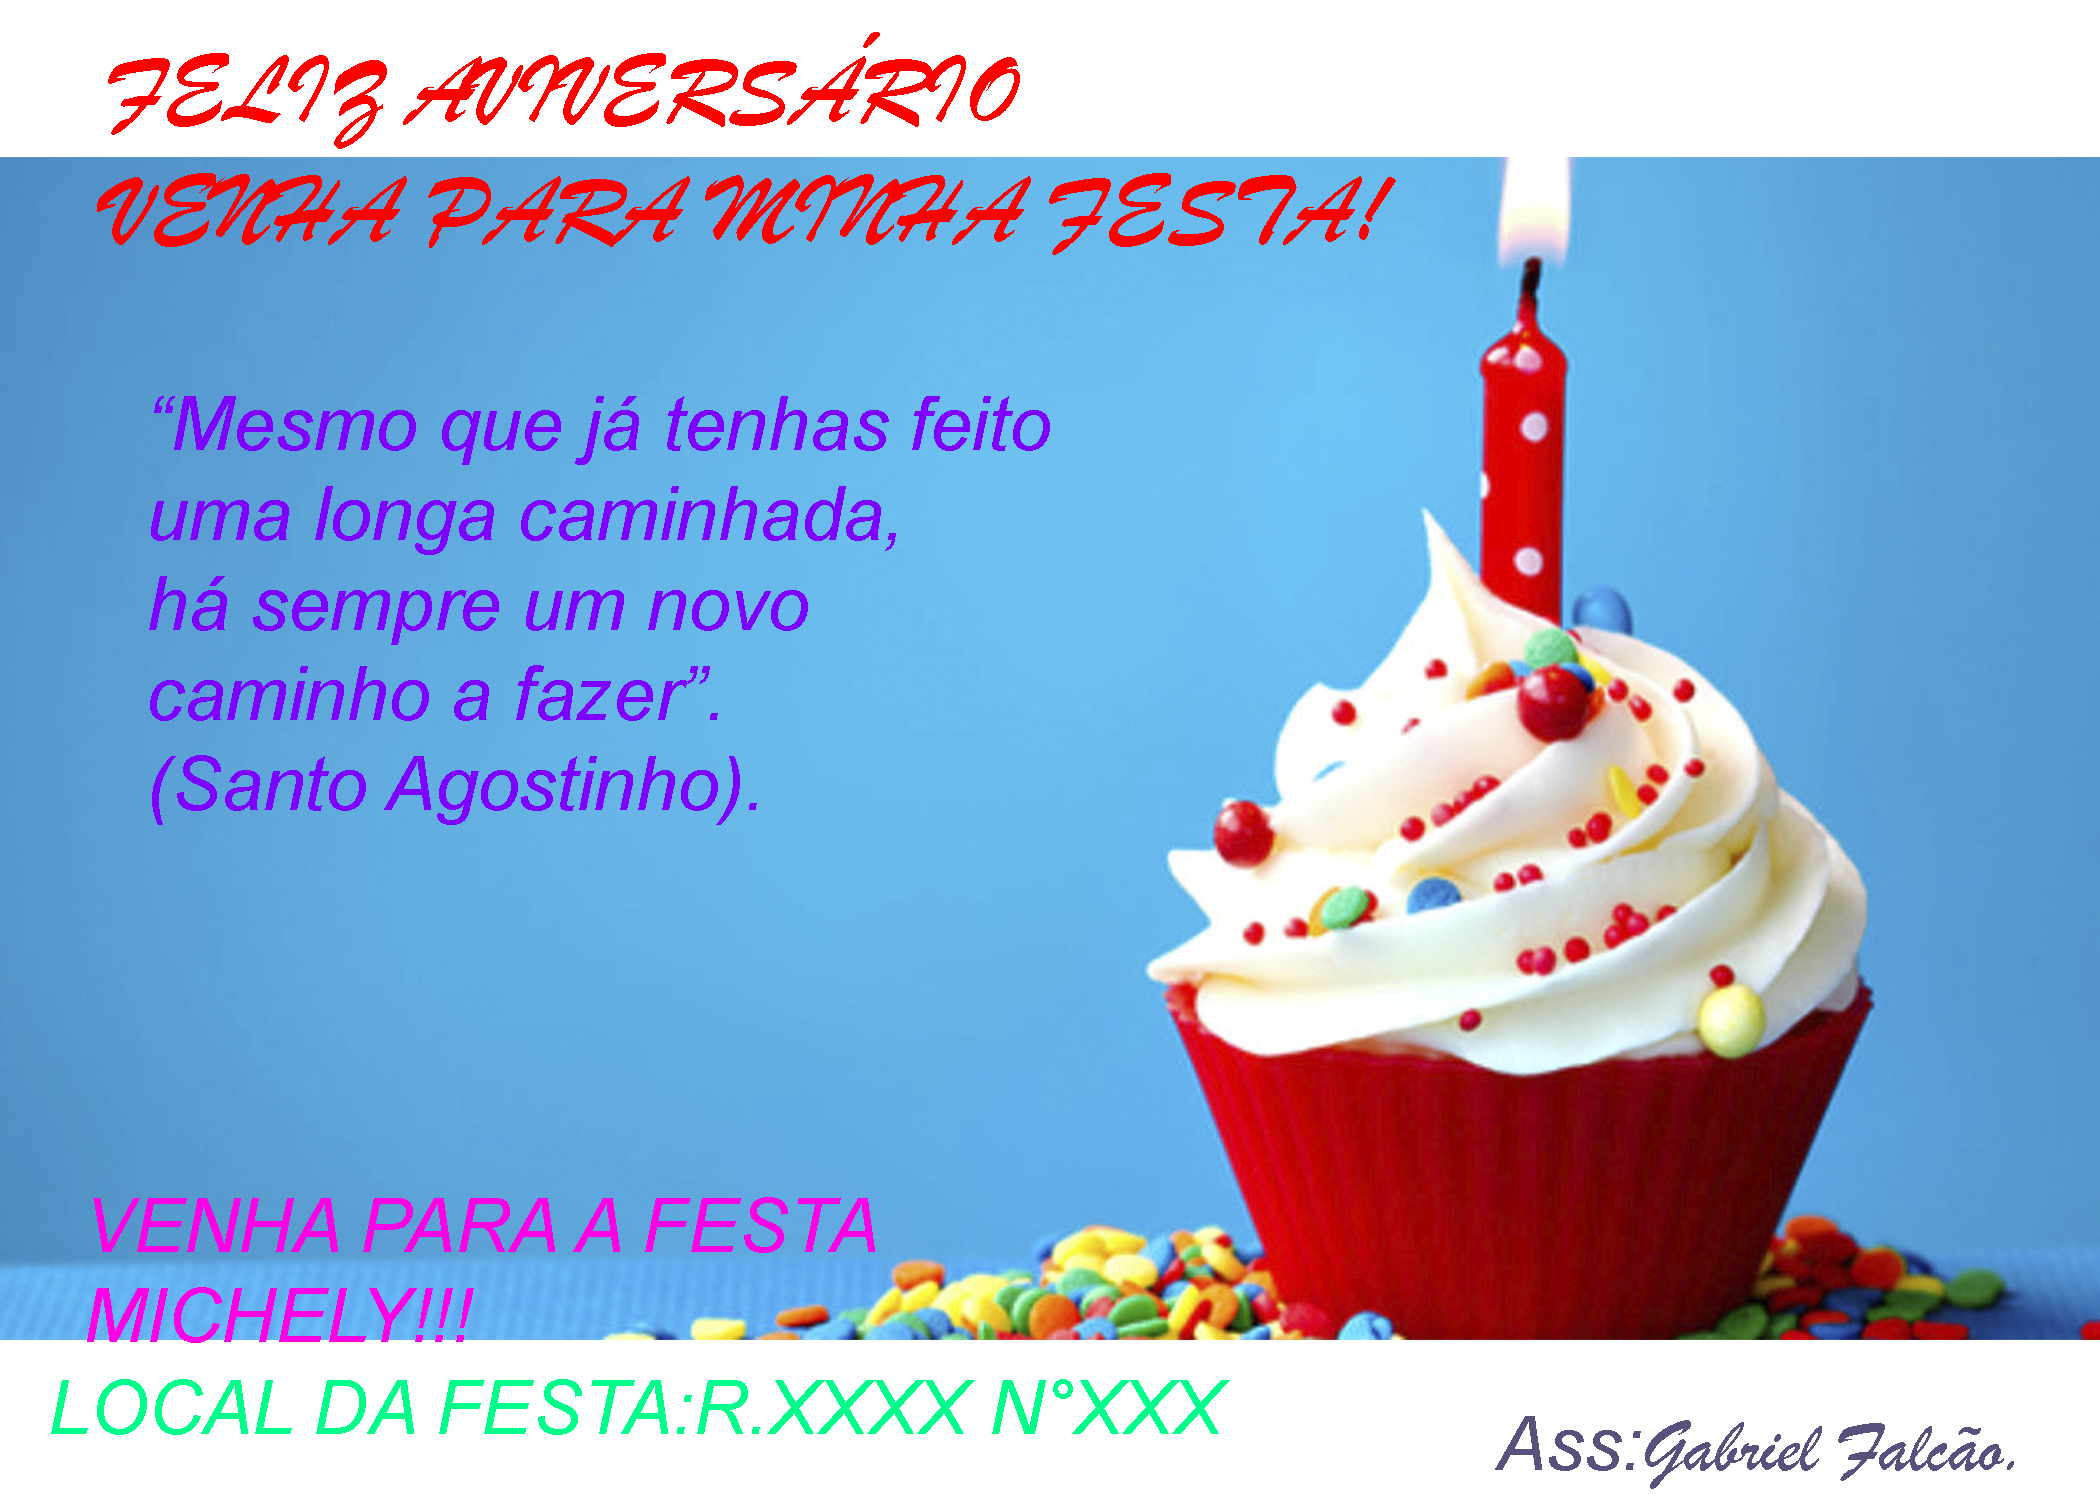 FELIZ AVIVERSÁRIO
VENHA PARA MINHA FESTA!
“Mesmo que já tenhas feito
uma longa caminhada,
há sempre um novo
caminho a fazer”.
(Santo Agostinho).
VENHA PARA A FESTA
MICHELY!!!
LOCAL DA FESTA:R.XXXX N°XXX
Ass:Gabriel Falcão.